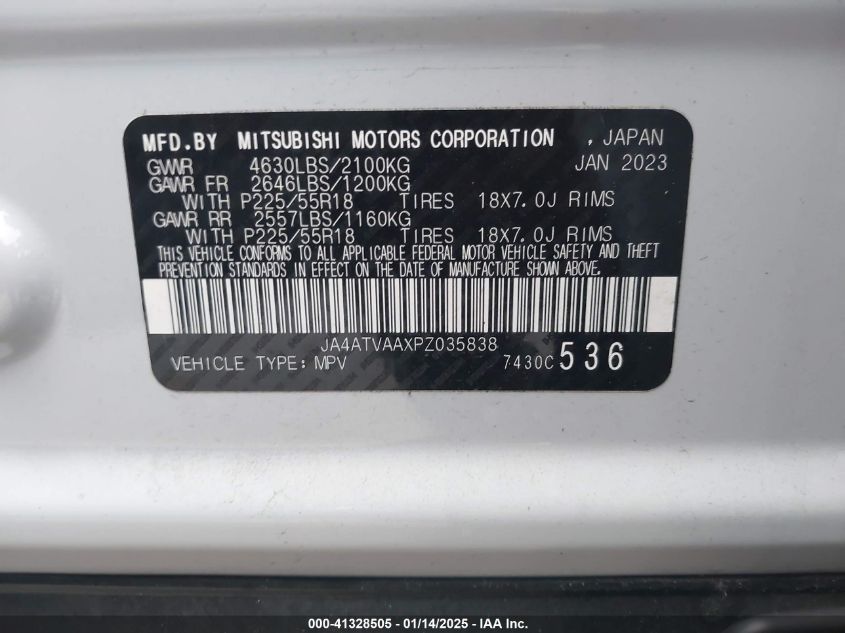 MFD.BY MITSUBISHI MOTORS CORPORATION , JAPAN
GVWR 4630LBS/2100KG JAN 2023
GAWR FR 2646LBS/1200KG
WITH P225/55R18 TIRES 18X7.0J RIMS
GAWR RR 2557LBS/1160KG
WITH P225/55R18 TIRES 18X7.0J RIMS
THIS VEHICLE CONFORMS TO ALL APPLICABLE FEDERAL MOTOR VEHICLE SAFETY AND THEFT
PREVENTION STANDARDS IN EFFECT ON THE DATE OF MANUFACTURE SHOWN ABOVE.
JA4ATVAAXPZ035838
VEHICLE TYPE: MPV 7430C 536
000-41328505 - 01/14/2025 - IAA Inc.